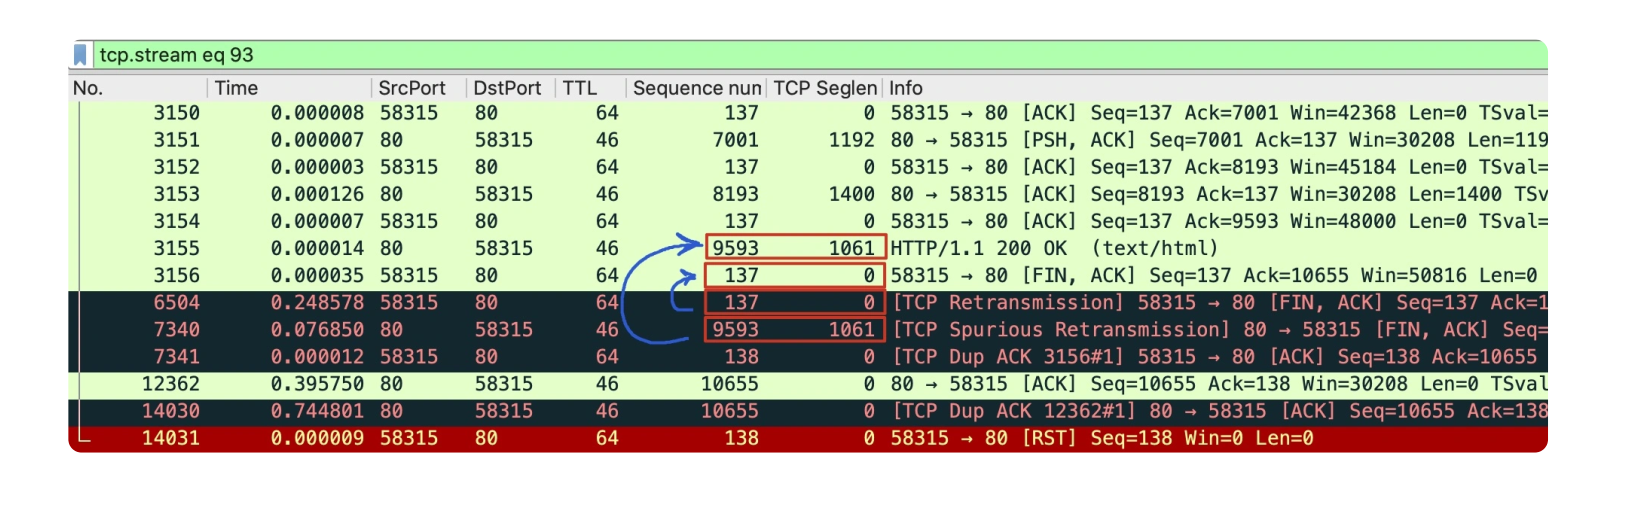 tcp.stream eq 93
No. Time SrcPort DstPort TTL Sequence nun TCP Seglen Info
3150 0.000008 58315 80 64 137 0 58315 → 80 [ACK] Seq=137 Ack=7001 Win=42368 Len=0 TSval=
3151 0.000007 80 58315 46 7001 1192 80 → 58315 [PSH, ACK] Seq=7001 Ack=137 Win=30208 Len=119
3152 0.000003 58315 80 64 137 0 58315 → 80 [ACK] Seq=137 Ack=8193 Win=45184 Len=0 TSval=
3153 0.000126 80 58315 46 8193 1400 80 → 58315 [ACK] Seq=8193 Ack=137 Win=30208 Len=1400 TSv
3154 0.000007 58315 80 64 137 0 58315 → 80 [ACK] Seq=137 Ack=9593 Win=48000 Len=0 TSval=
3155 0.000014 80 58315 46 9593 1061 HTTP/1.1 200 OK (text/html)
3156 0.000035 58315 80 64 137 0 58315 → 80 [FIN, ACK] Seq=137 Ack=10655 Win=50816 Len=0
6504 0.248578 58315 80 64 137 0 [TCP Retransmission] 58315 → 80 [FIN, ACK] Seq=137 Ack=1
7340 0.076850 80 58315 46 9593 1061 [TCP Spurious Retransmission] 80 → 58315 [FIN, ACK] Seq=
7341 0.000012 58315 80 64 138 0 [TCP Dup ACK 3156#1] 58315 → 80 [ACK] Seq=138 Ack=10655
12362 0.395750 80 58315 46 10655 0 80 → 58315 [ACK] Seq=10655 Ack=138 Win=30208 Len=0 TSval
14030 0.744801 80 58315 46 10655 0 [TCP Dup ACK 12362#1] 80 → 58315 [ACK] Seq=10655 Ack=138
14031 0.000009 58315 80 64 138 0 58315 → 80 [RST] Seq=138 Win=0 Len=0